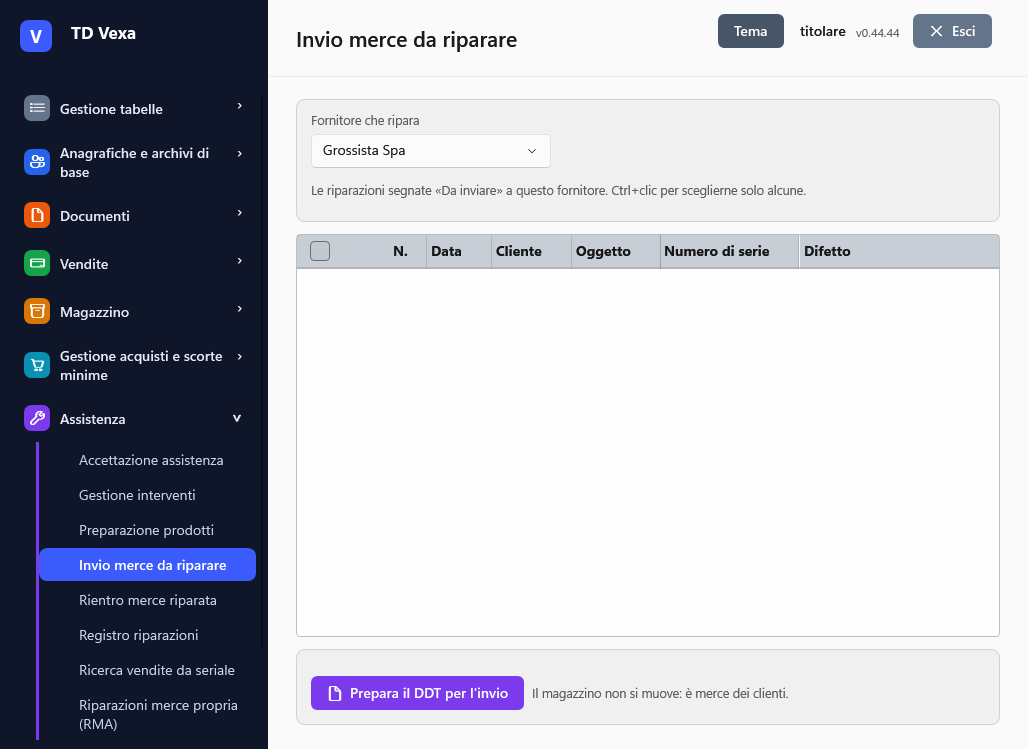 V
TD Vexa
Gestione tabelle
Anagrafiche e archivi di
base
Documenti
Vendite
Magazzino
Gestione acquisti e scorte
minime
Assistenza
Accettazione assistenza
Gestione interventi
Preparazione prodotti
Invio merce da riparare
Rientro merce riparata
Registro riparazioni
Ricerca vendite da seriale
Riparazioni merce propria
(RMA)
Invio merce da riparare
Tema titolare v0.44.44 Esci
Fornitore che ripara
Grossista Spa
Le riparazioni segnate «Da inviare» a questo fornitore. Ctrl+clic per sceglierne solo alcune.
N. Data Cliente Oggetto Numero di serie Difetto
Prepara il DDT per l'invio Il magazzino non si muove: è merce dei clienti.